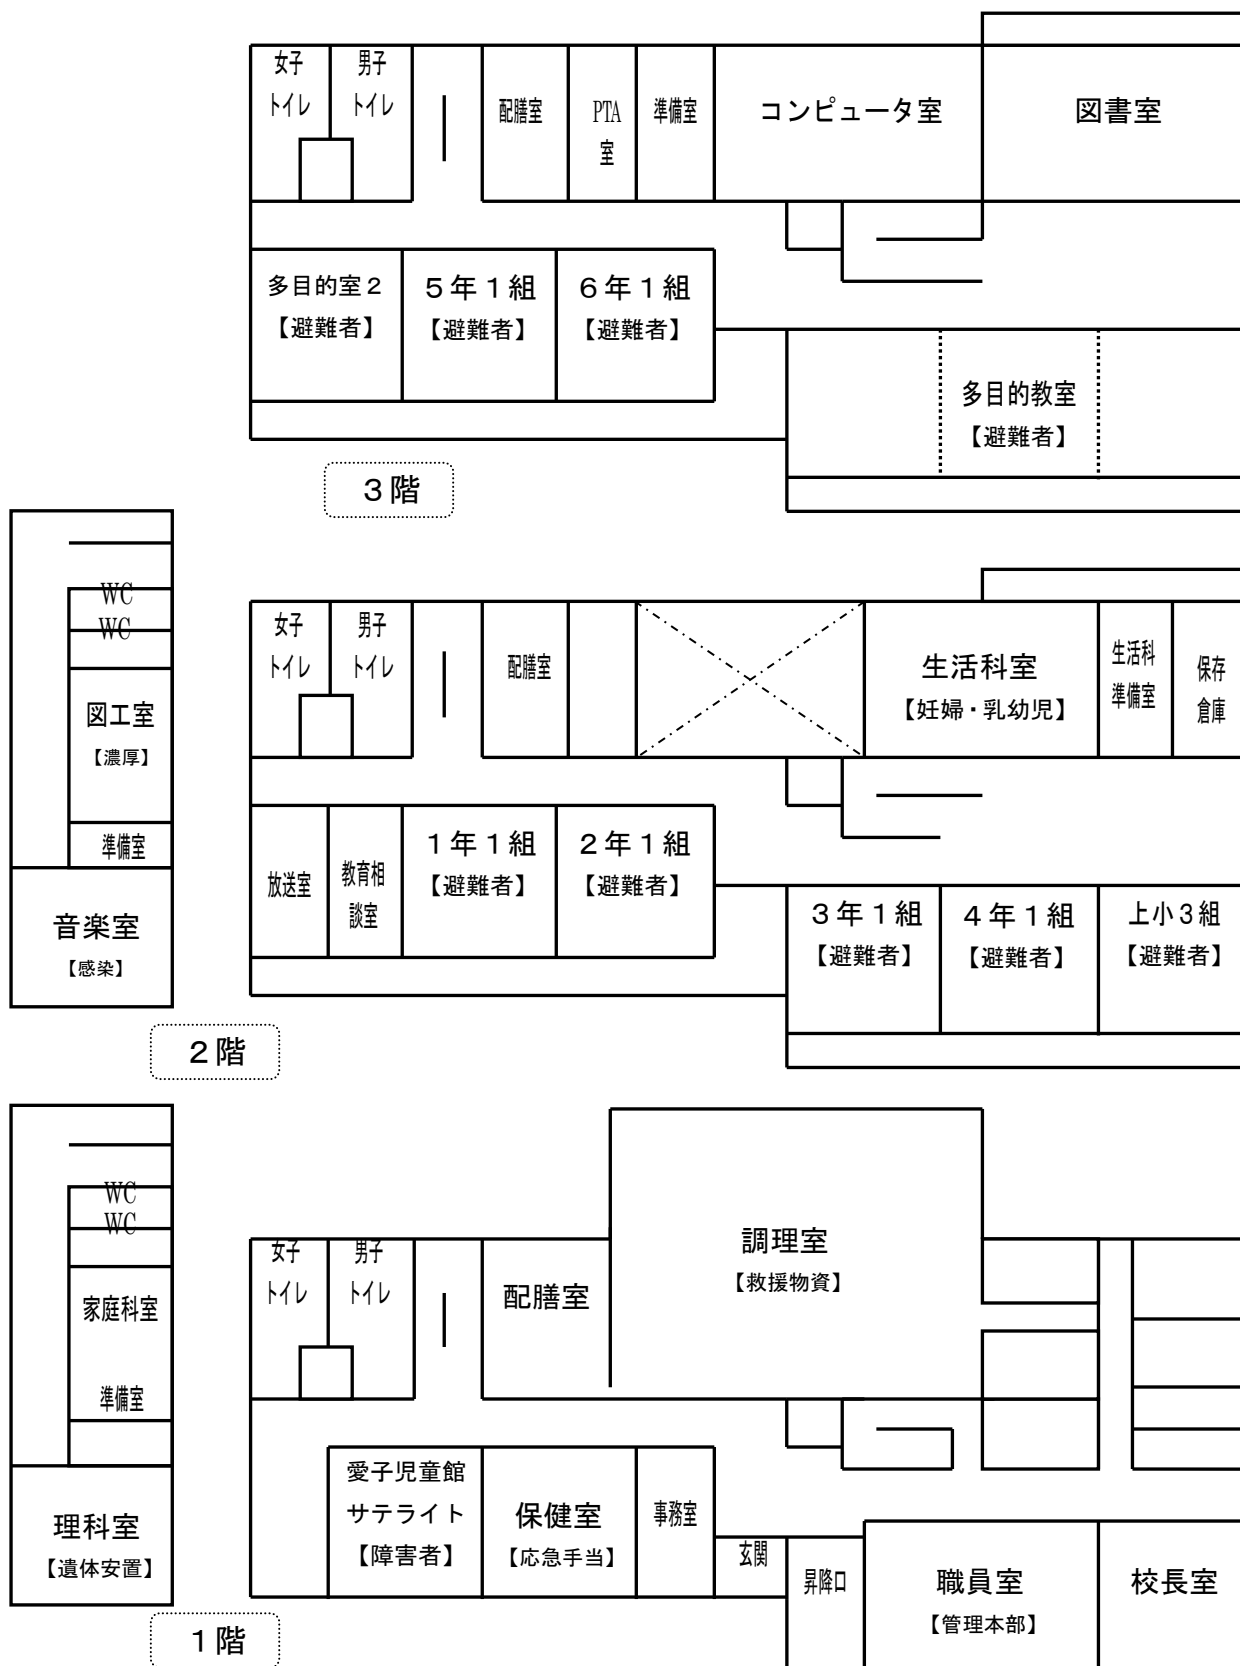 女子
トイレ
男子
トイレ
配膳室
PTA
室
準備室
コンピュータ室
図書室
多目的室２
【避難者】
５年１組
【避難者】
６年１組
【避難者】
多目的教室
【避難者】
３階
WC
WC
図工室
【濃厚】
準備室
音楽室
【感染】
女子
トイレ
男子
トイレ
配膳室
生活科室
【妊婦・乳幼児】
生活科
準備室
保存
倉庫
放送室
教育相
談室
１年１組
【避難者】
２年１組
【避難者】
３年１組
【避難者】
４年１組
【避難者】
上小３組
【避難者】
２階
WC
WC
家庭科室
準備室
理科室
【遺体安置】
女子
トイレ
男子
トイレ
配膳室
調理室
【救援物資】
愛子児童館
サテライト
【障害者】
保健室
【応急手当】
事務室
玄関
昇降口
職員室
【管理本部】
校長室
１階